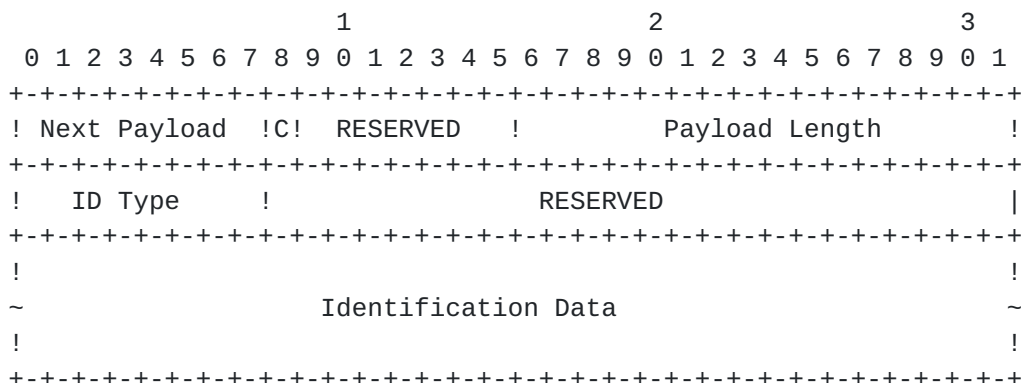 1                   2                   3
 0 1 2 3 4 5 6 7 8 9 0 1 2 3 4 5 6 7 8 9 0 1 2 3 4 5 6 7 8 9 0 1
+-+-+-+-+-+-+-+-+-+-+-+-+-+-+-+-+-+-+-+-+-+-+-+-+-+-+-+-+-+-+-+-+
! Next Payload  !C!  RESERVED   !         Payload Length        !
+-+-+-+-+-+-+-+-+-+-+-+-+-+-+-+-+-+-+-+-+-+-+-+-+-+-+-+-+-+-+-+-+
!   ID Type     !                 RESERVED                      |
+-+-+-+-+-+-+-+-+-+-+-+-+-+-+-+-+-+-+-+-+-+-+-+-+-+-+-+-+-+-+-+-+
!                                                               !
~                   Identification Data                         ~
!                                                               !
+-+-+-+-+-+-+-+-+-+-+-+-+-+-+-+-+-+-+-+-+-+-+-+-+-+-+-+-+-+-+-+-+